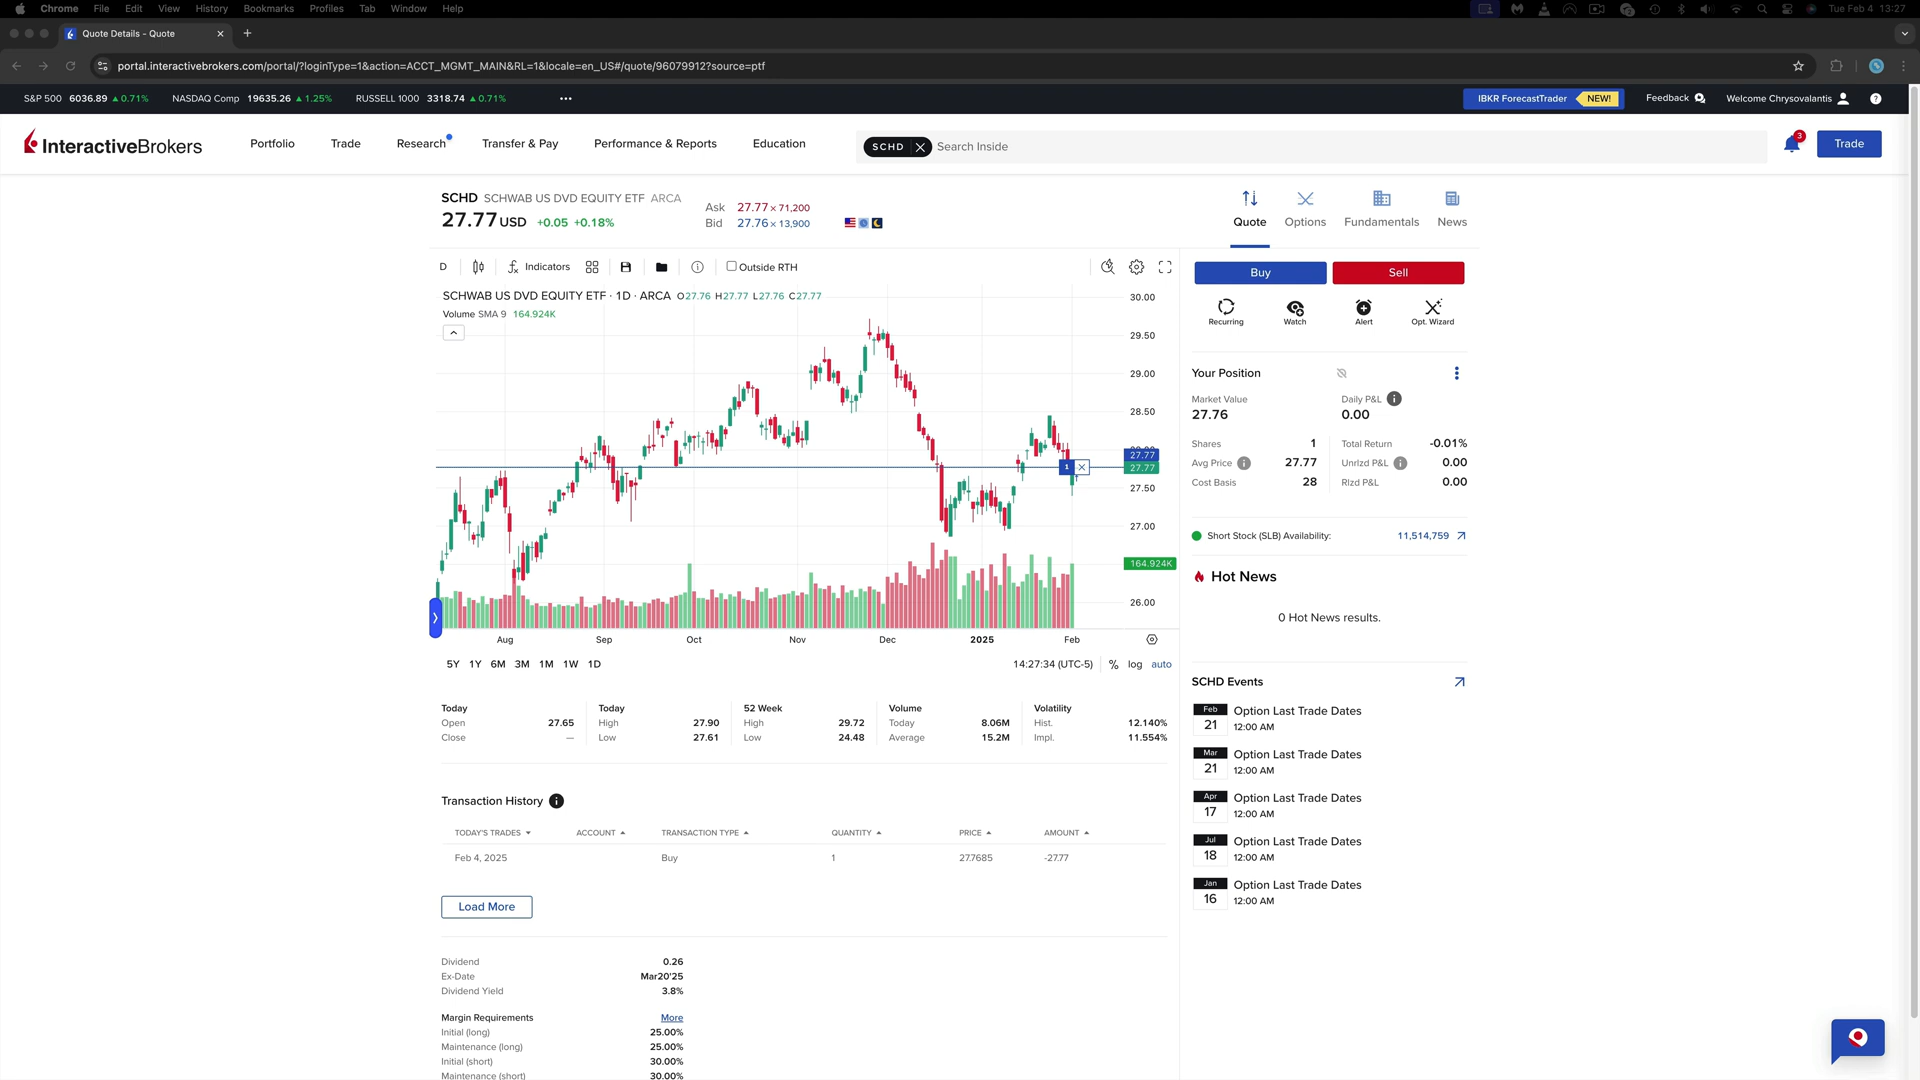 Chrome File Edit View History Bookmarks Profiles Tab Window Help Tue Feb 4 13:27
Quote Details - Quote
portal.interactivebrokers.com/portal/?loginType=1&action=ACCT_MGMT_MAIN&RL=1&locale=en_US#/quote/96079912?source=ptf
S&P 500 6036.89 ▲0.71% NASDAQ Comp 19635.26 ▲1.25% RUSSELL 1000 3318.74 ▲0.71% ••• IBKR ForecastTrader NEW! Feedback Welcome Chrysovalantis ?
InteractiveBrokers Portfolio Trade Research Transfer & Pay Performance & Reports Education SCHD Search Inside 3 Trade
SCHD SCHWAB US DVD EQUITY ETF ARCA
27.77 USD +0.05 +0.18%
Ask 27.77 × 71,200
Bid 27.76 × 13,900
Quote Options Fundamentals News
D Indicators Outside RTH
SCHWAB US DVD EQUITY ETF · 1D · ARCA O27.76 H27.77 L27.76 C27.77
Volume SMA 9 164.924K
30.00
29.50
29.00
28.50
28.00
27.77
1 27.77
27.50
27.00
164.924K
26.00
Aug Sep Oct Nov Dec 2025 Feb
5Y 1Y 6M 3M 1M 1W 1D 14:27:34 (UTC-5) % log auto
Today Today 52 Week Volume Volatility
Open 27.65 High 27.90 High 29.72 Today 8.06M Hist. 12.140%
Close — Low 27.61 Low 24.48 Average 15.2M Impl. 11.554%
Transaction History
TODAY'S TRADES ACCOUNT TRANSACTION TYPE QUANTITY PRICE AMOUNT
Feb 4, 2025 Buy 1 27.7685 -27.77
Load More
Dividend 0.26
Ex-Date Mar20'25
Dividend Yield 3.8%
Margin Requirements More
Initial (long) 25.00%
Maintenance (long) 25.00%
Initial (short) 30.00%
Maintenance (short) 30.00%
Buy Sell
Recurring Watch Alert Opt. Wizard
Your Position
Market Value Daily P&L
27.76 0.00
Shares 1 Total Return -0.01%
Avg Price 27.77 Unrlzd P&L 0.00
Cost Basis 28 Rlzd P&L 0.00
Short Stock (SLB) Availability: 11,514,759
Hot News
0 Hot News results.
SCHD Events
Feb 21 Option Last Trade Dates
12:00 AM
Mar 21 Option Last Trade Dates
12:00 AM
Apr 17 Option Last Trade Dates
12:00 AM
Jul 18 Option Last Trade Dates
12:00 AM
Jan 16 Option Last Trade Dates
12:00 AM